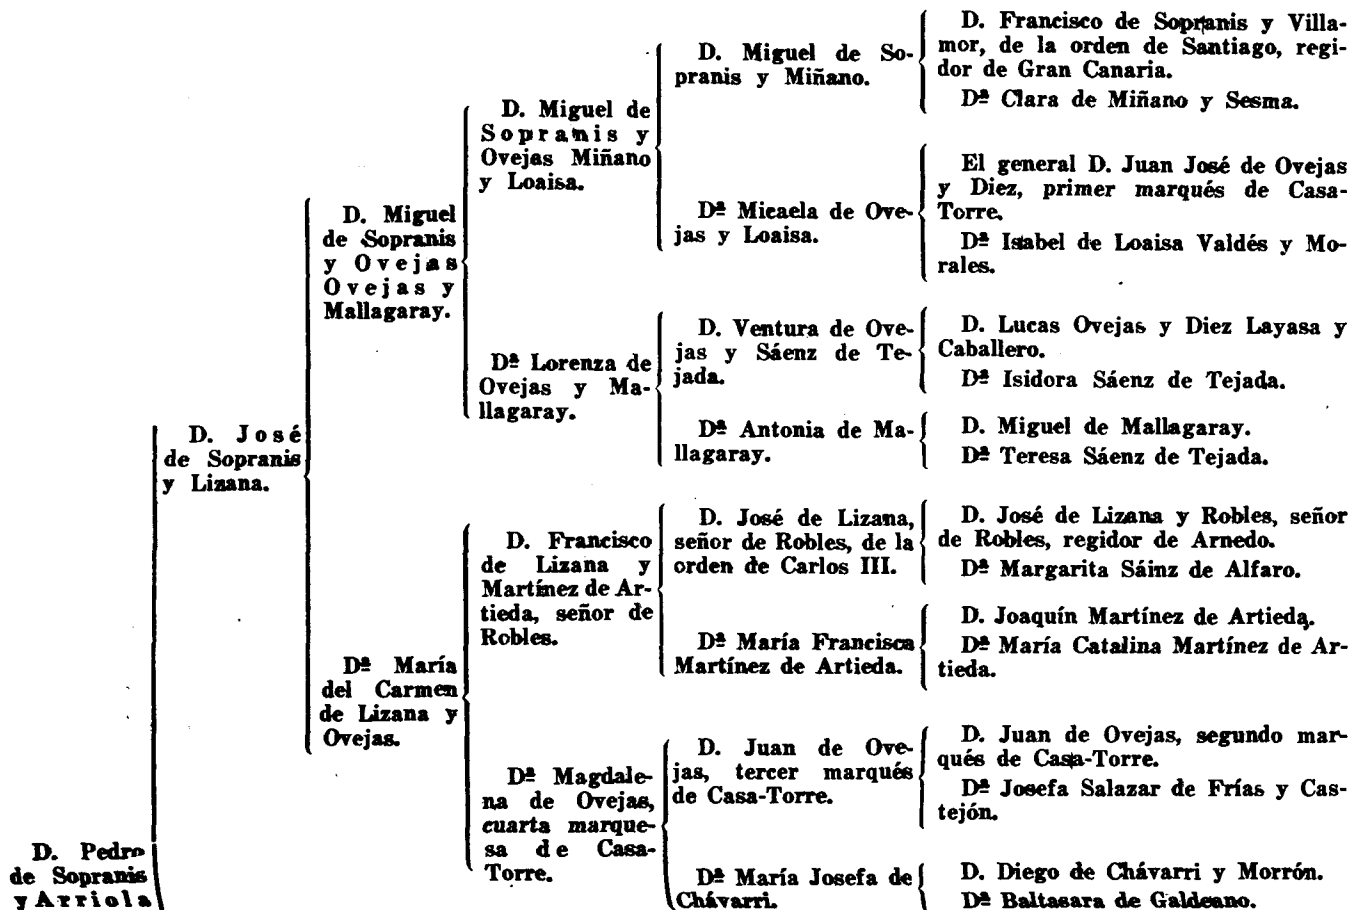 D. Pedro
de Sopranis
y Arriola
D. José
de Sopranis
y Lizana.
D. Miguel
de Sopranis
y Ovejas
Ovejas y
Mallagaray.
Dª María
del Carmen
de Lizana y
Ovejas.
D. Miguel de
Sopranis y
Ovejas Miñano
y Loaisa.
Dª Lorenza de
Ovejas y Ma-
llagaray.
D. Francisco
de Lizana y
Martínez de Ar-
tieda, señor de
Robles.
Dª Magdale-
na de Ovejas,
cuarta marque-
sa de Casa-
Torre.
D. Miguel de So-
pranis y Miñano.
Dª Micaela de Ove-
jas y Loaisa.
D. Ventura de Ove-
jas y Sáenz de Te-
jada.
Dª Antonia de Ma-
llagaray.
D. José de Lizana,
señor de Robles, de la
orden de Carlos III.
Dª María Francisca
Martínez de Artieda.
D. Juan de Ove-
jas, tercer marqués
de Casa-Torre.
Dª María Josefa de
Chávarri.
D. Francisco de Sopranis y Villa-
mor, de la orden de Santiago, regi-
dor de Gran Canaria.
Dª Clara de Miñano y Sesma.
El general D. Juan José de Ovejas
y Diez, primer marqués de Casa-
Torre.
Dª Isabel de Loaisa Valdés y Mo-
rales.
D. Lucas Ovejas y Diez Layasa y
Caballero.
Dª Isidora Sáenz de Tejada.
D. Miguel de Mallagaray.
Dª Teresa Sáenz de Tejada.
D. José de Lizana y Robles, señor
de Robles, regidor de Arnedo.
Dª Margarita Sáinz de Alfaro.
D. Joaquín Martínez de Artieda.
Dª María Catalina Martínez de Ar-
tieda.
D. Juan de Ovejas, segundo mar-
qués de Casa-Torre.
Dª Josefa Salazar de Frías y Cas-
tejón.
D. Diego de Chávarri y Morrón.
Dª Baltasara de Galdeano.